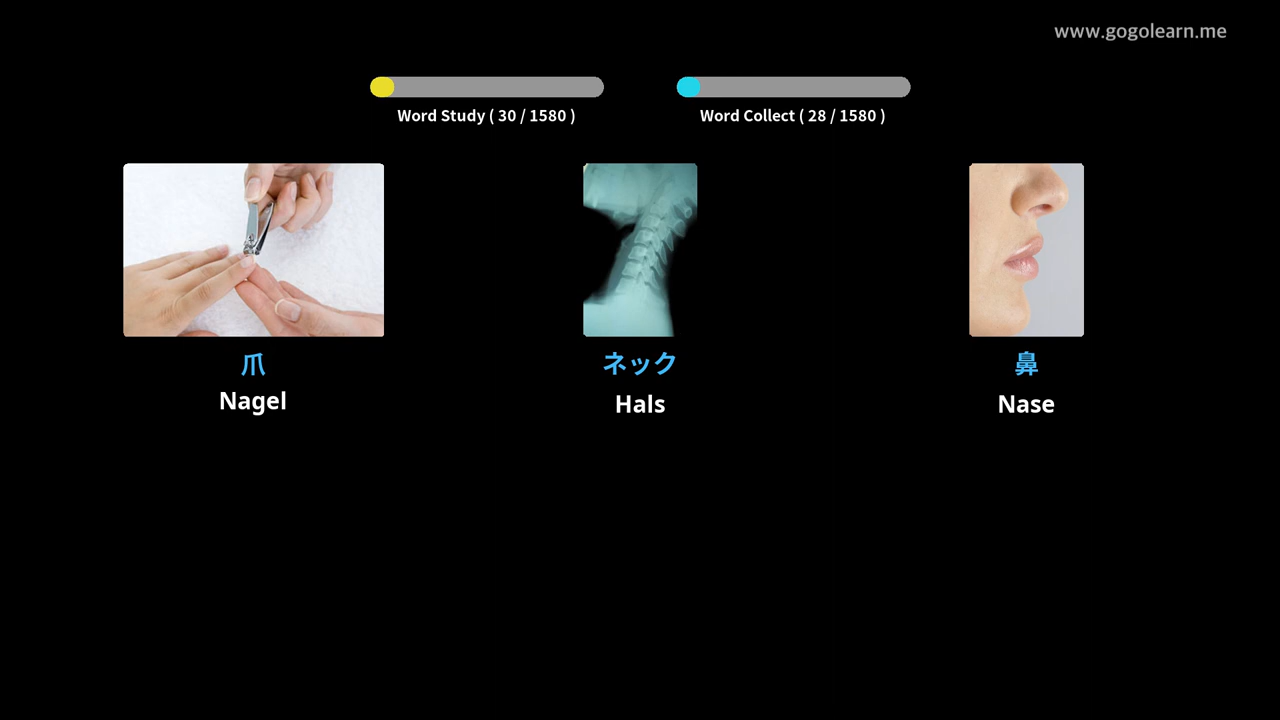 www.gogolearn.me
Word Study ( 30 / 1580 )
Word Collect ( 28 / 1580 )
爪
ネック
鼻
Nagel
Hals
Nase